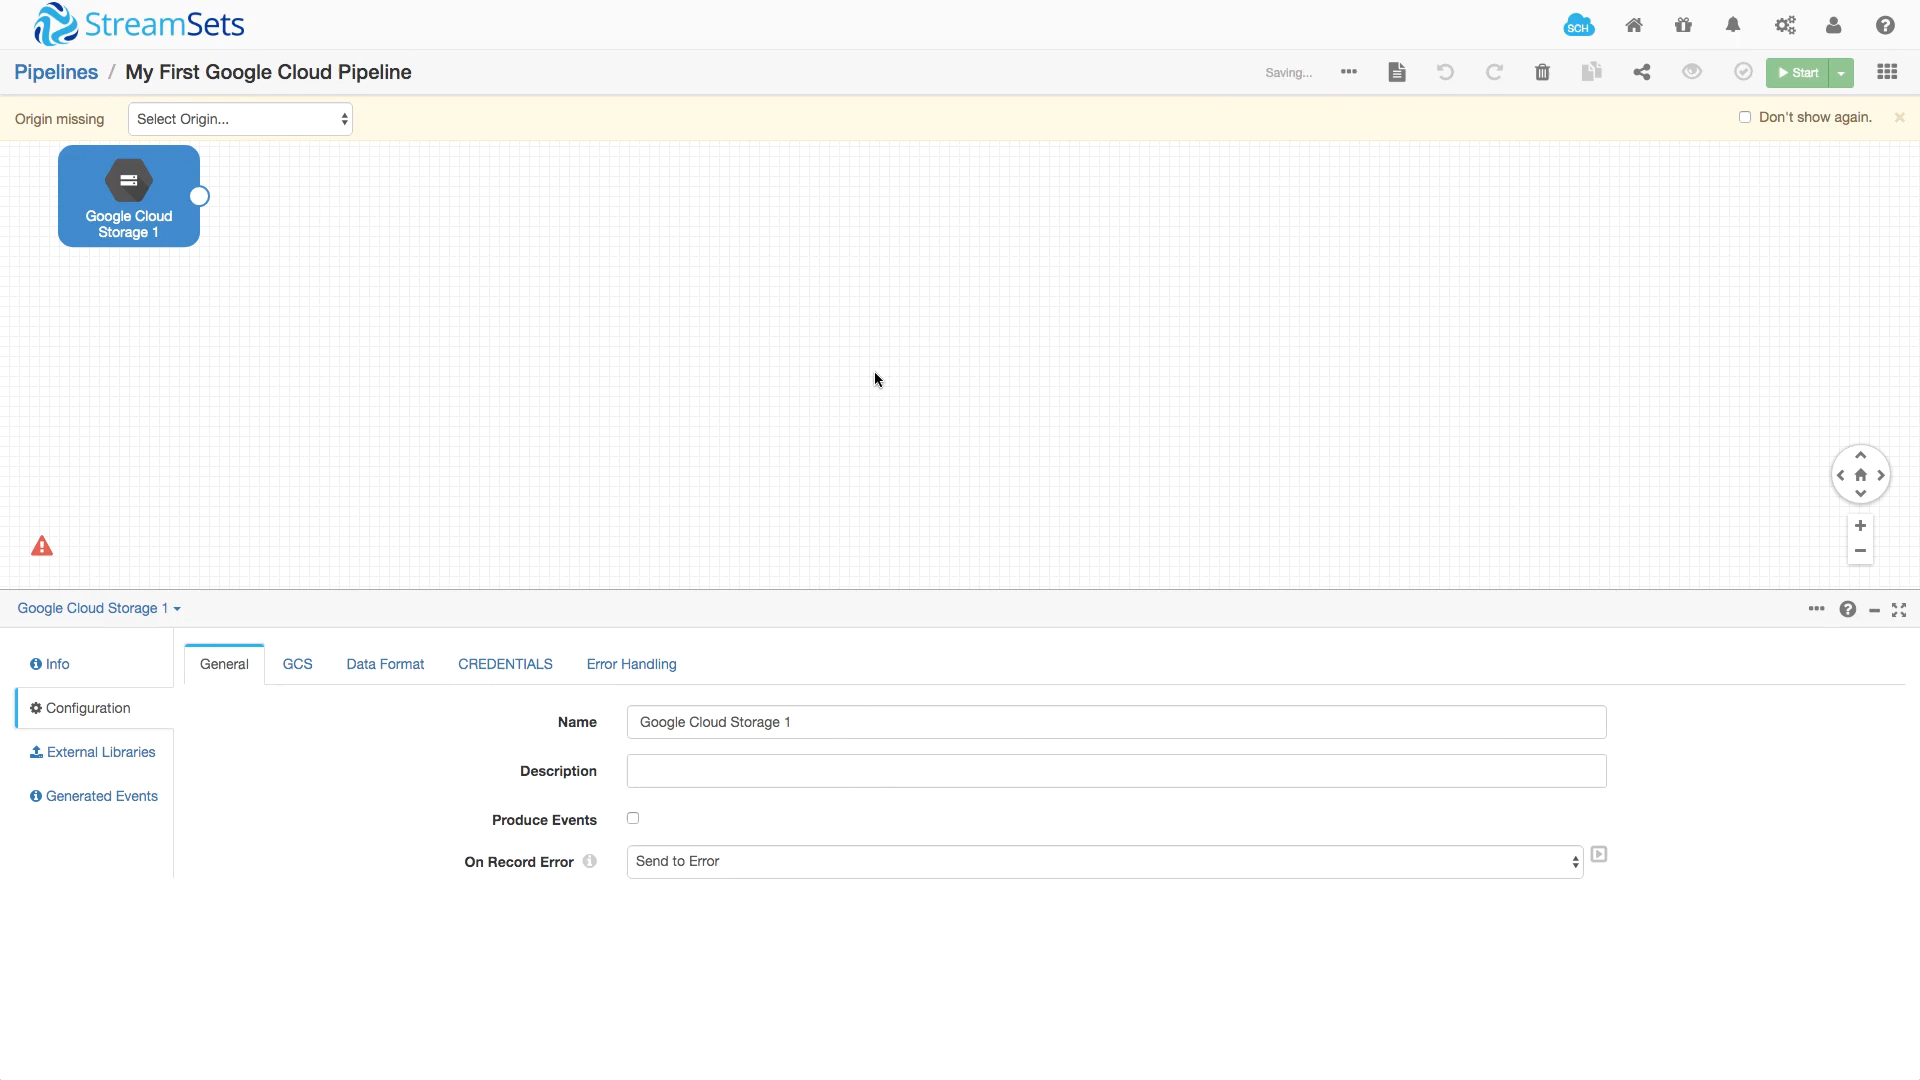 StreamSets
SCH
Pipelines / My First Google Cloud Pipeline
Saving...
Start
Origin missing
Select Origin...
Don't show again.
Google Cloud
Storage 1
Google Cloud Storage 1
Info
Configuration
External Libraries
Generated Events
General
GCS
Data Format
CREDENTIALS
Error Handling
Name
Google Cloud Storage 1
Description
Produce Events
On Record Error
Send to Error